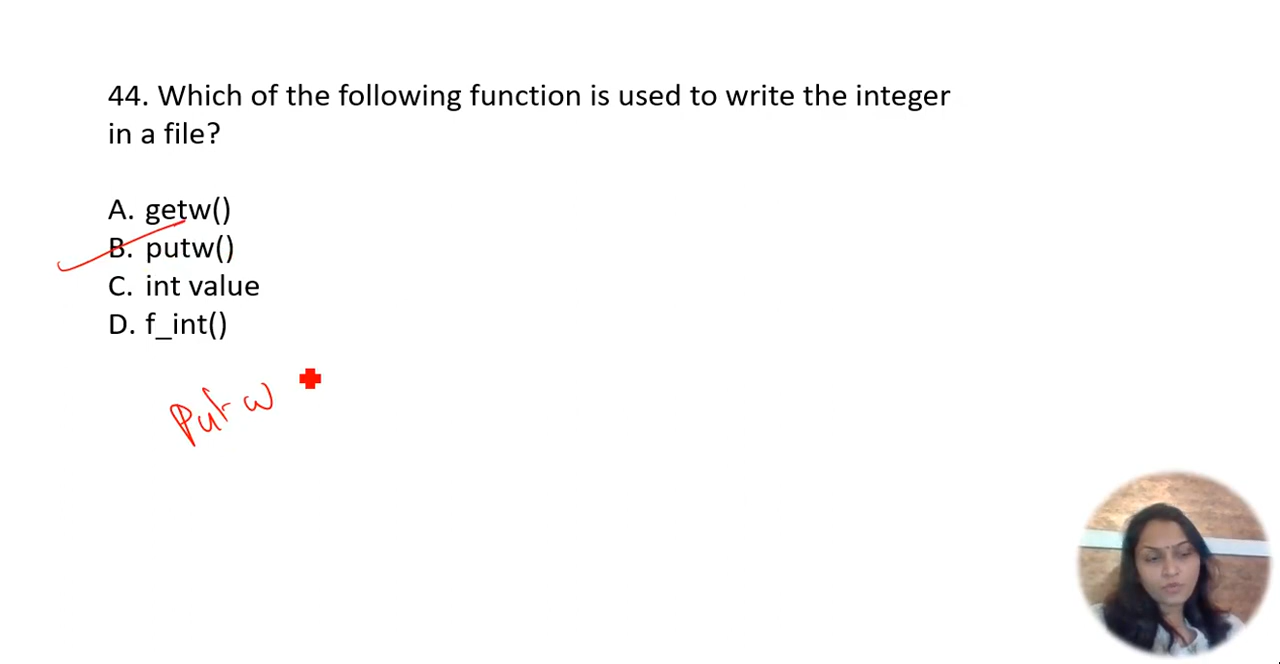 44. Which of the following function is used to write the integer
in a file?
A. getw()
B. putw()
C. int value
D. f_int()
Putw